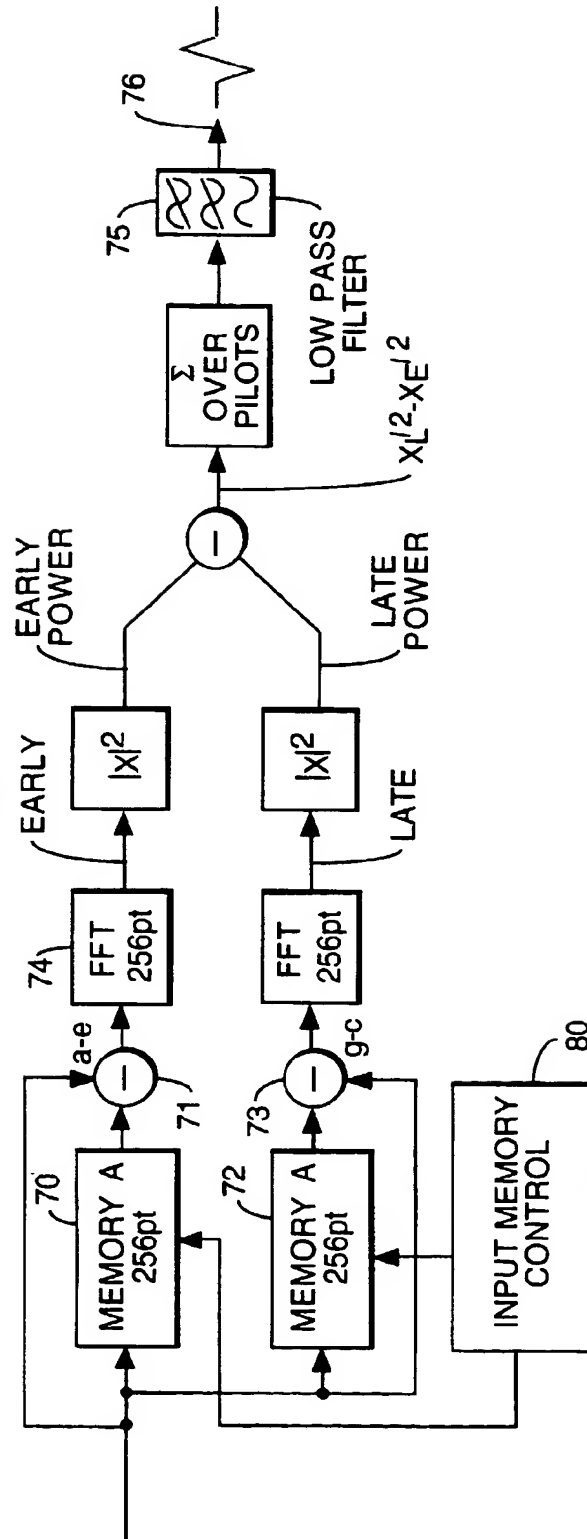 70
MEMORY A
256pt
a-e
71
74
FFT
256pt
EARLY
|X|²
EARLY
POWER
72
MEMORY A
256pt
73
g-c
FFT
256pt
LATE
|X|²
LATE
POWER
80
INPUT MEMORY
CONTROL
−
−
−
XL/2-XE/2
Σ
OVER
PILOTS
75
LOW PASS
FILTER
76